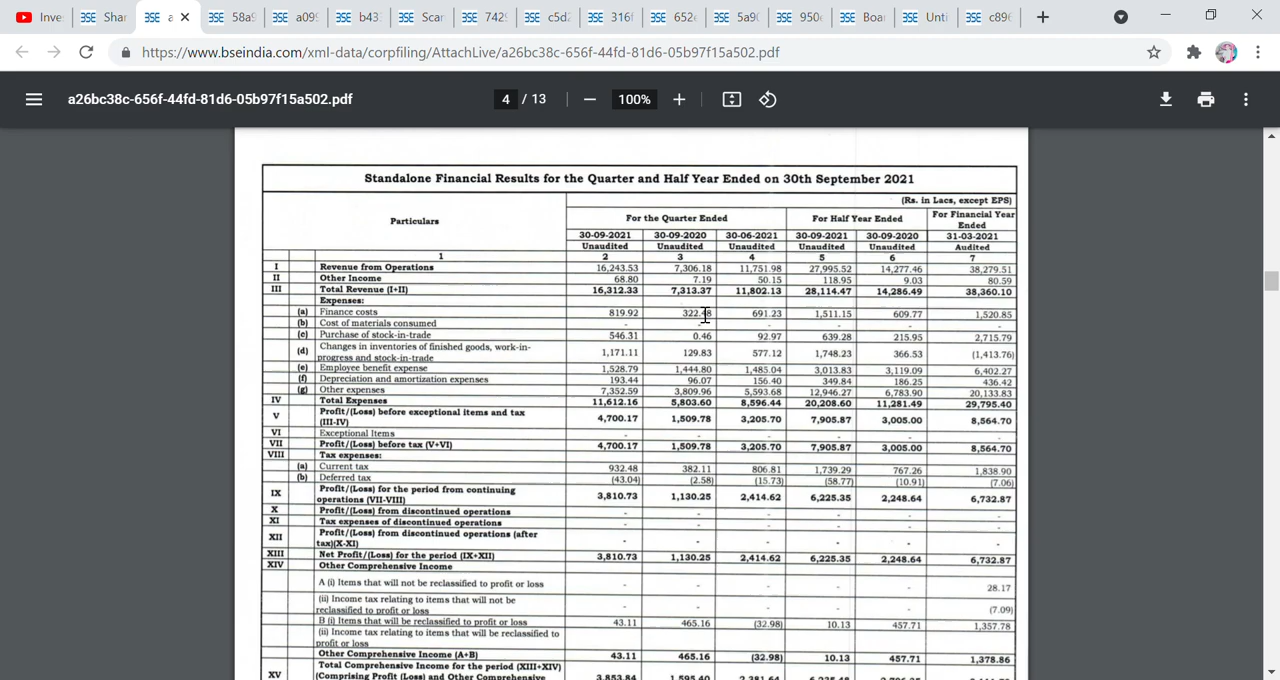 Inve Shar a 58a9 a099 b43 Scar 742 c5d 316f 652 5a9 950 Boa Unti c89
https://www.bseindia.com/xml-data/corpfiling/AttachLive/a26bc38c-656f-44fd-81d6-05b97f15a502.pdf
a26bc38c-656f-44fd-81d6-05b97f15a502.pdf 4 / 13 100%
Standalone Financial Results for the Quarter and Half Year Ended on 30th September 2021
(Rs. in Lacs, except EPS)
Particulars For the Quarter Ended For Half Year Ended For Financial Year Ended
30-09-2021 30-09-2020 30-06-2021 30-09-2021 30-09-2020 31-03-2021
Unaudited Unaudited Unaudited Unaudited Unaudited Audited
1 2 3 4 5 6 7
I Revenue from Operations 16,243.53 7,306.18 11,751.98 27,995.52 14,277.46 38,279.51
II Other Income 68.80 7.19 50.15 118.95 9.03 80.59
III Total Revenue (I+II) 16,312.33 7,313.37 11,802.13 28,114.47 14,286.49 38,360.10
Expenses:
(a) Finance costs 819.92 322.48 691.23 1,511.15 609.77 1,520.85
(b) Cost of materials consumed - - - - - -
(c) Purchase of stock-in-trade 546.31 0.46 92.97 639.28 215.95 2,715.79
(d) Changes in inventories of finished goods, work-in-
progress and stock-in-trade 1,171.11 129.83 577.12 1,748.23 366.53 (1,413.76)
(e) Employee benefit expense 1,528.79 1,444.80 1,485.04 3,013.83 3,119.09 6,402.27
(f) Depreciation and amortization expenses 193.44 96.07 156.40 349.84 186.25 436.42
(g) Other expenses 7,352.59 3,809.96 5,593.68 12,946.27 6,783.90 20,133.83
IV Total Expenses 11,612.16 5,803.60 8,596.44 20,208.60 11,281.49 29,795.40
V Profit/(Loss) before exceptional items and tax
(III-IV) 4,700.17 1,509.78 3,205.70 7,905.87 3,005.00 8,564.70
VI Exceptional Items - - - - - -
VII Profit/(Loss) before tax (V+VI) 4,700.17 1,509.78 3,205.70 7,905.87 3,005.00 8,564.70
VIII Tax expenses:
(a) Current tax 932.48 382.11 806.81 1,739.29 767.26 1,838.90
(b) Deferred tax (43.04) (2.58) (15.73) (58.77) (10.91) (7.06)
IX Profit/(Loss) for the period from continuing
operations (VII-VIII) 3,810.73 1,130.25 2,414.62 6,225.35 2,248.64 6,732.87
X Profit/(Loss) from discontinued operations - - - - - -
XI Tax expenses of discontinued operations - - - - - -
XII Profit/(Loss) from discontinued operations (after
tax)(X-XI) - - - - - -
XIII Net Profit/(Loss) for the period (IX+XII) 3,810.73 1,130.25 2,414.62 6,225.35 2,248.64 6,732.87
XIV Other Comprehensive Income
A (i) Items that will not be reclassified to profit or loss - - - - - 28.17
(ii) Income tax relating to items that will not be
reclassified to profit or loss - - - - - (7.09)
B (i) Items that will be reclassified to profit or loss 43.11 465.16 (32.98) 10.13 457.71 1,357.78
(ii) Income tax relating to items that will be reclassified to
profit or loss
Other Comprehensive Income (A+B) 43.11 465.16 (32.98) 10.13 457.71 1,378.86
XV Total Comprehensive Income for the period (XIII+XIV)
(Comprising Profit (Loss) and Other Comprehensive 3,853.84 1,595.40 2,381.64